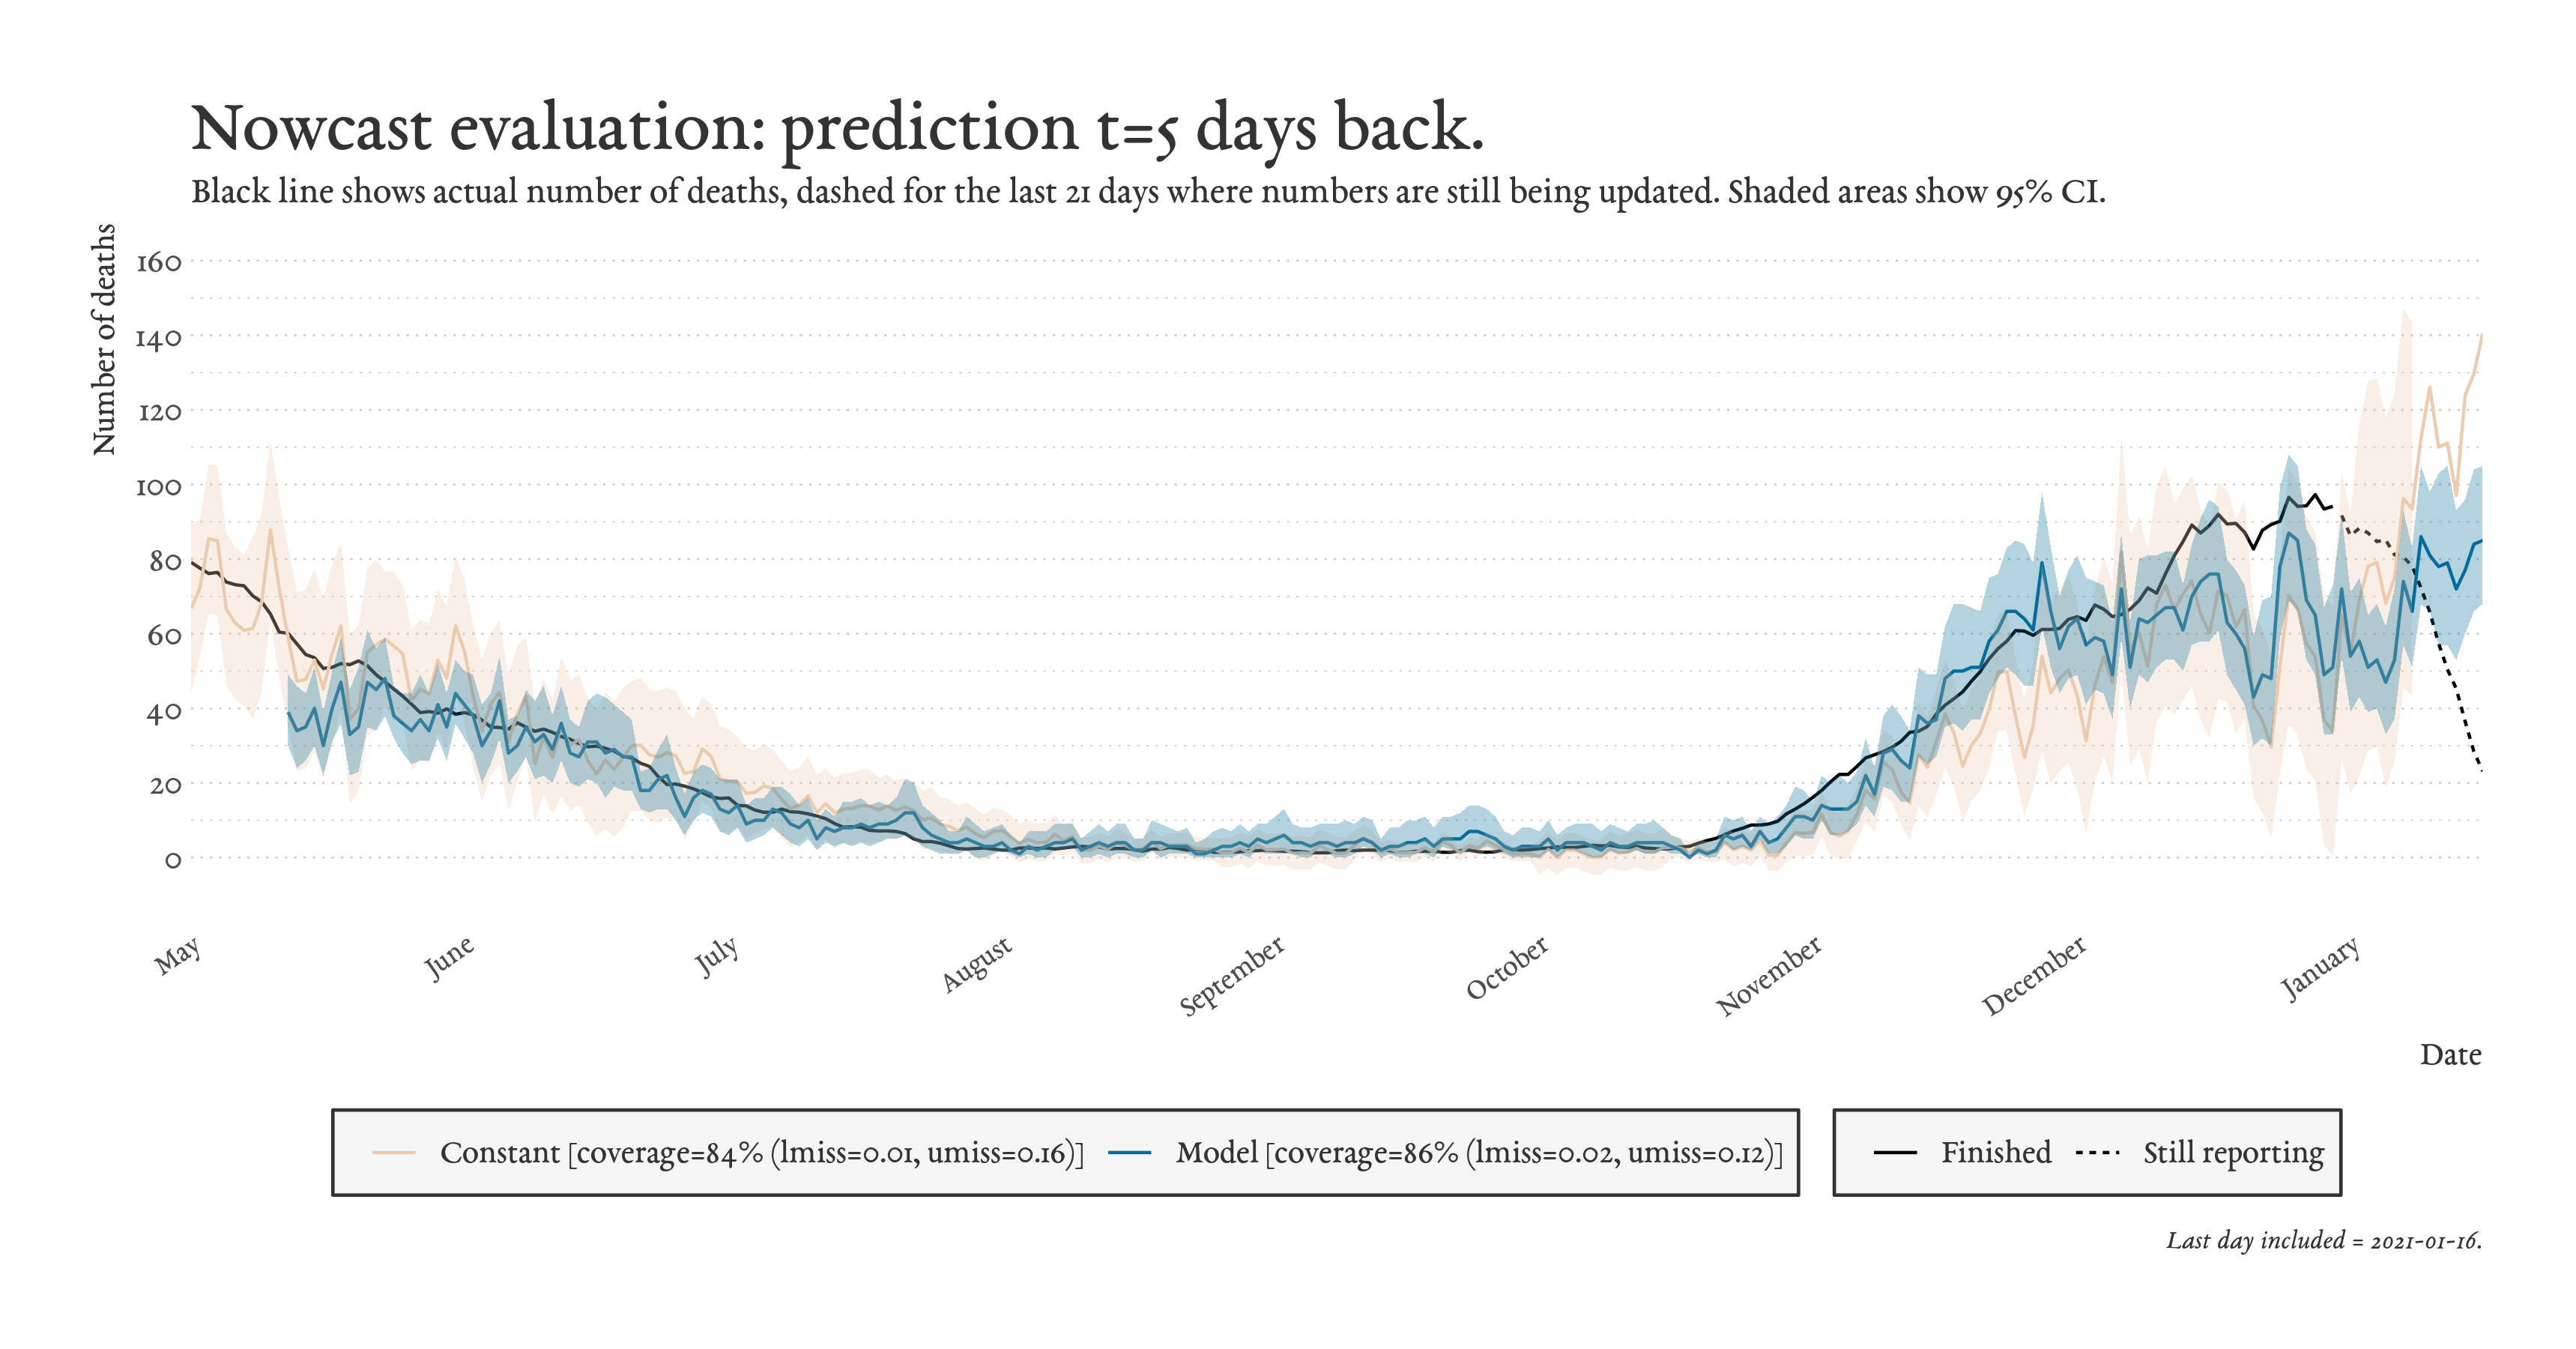 Nowcast evaluation: prediction t=5 days back.
Black line shows actual number of deaths, dashed for the last 21 days where numbers are still being updated. Shaded areas show 95% CI.
Number of deaths
160
140
120
100
80
60
40
20
0
May
June
July
August
September
October
November
December
January
Date
Constant [coverage=84% (lmiss=0.01, umiss=0.16)]
Model [coverage=86% (lmiss=0.02, umiss=0.12)]
Finished
Still reporting
Last day included = 2021-01-16.